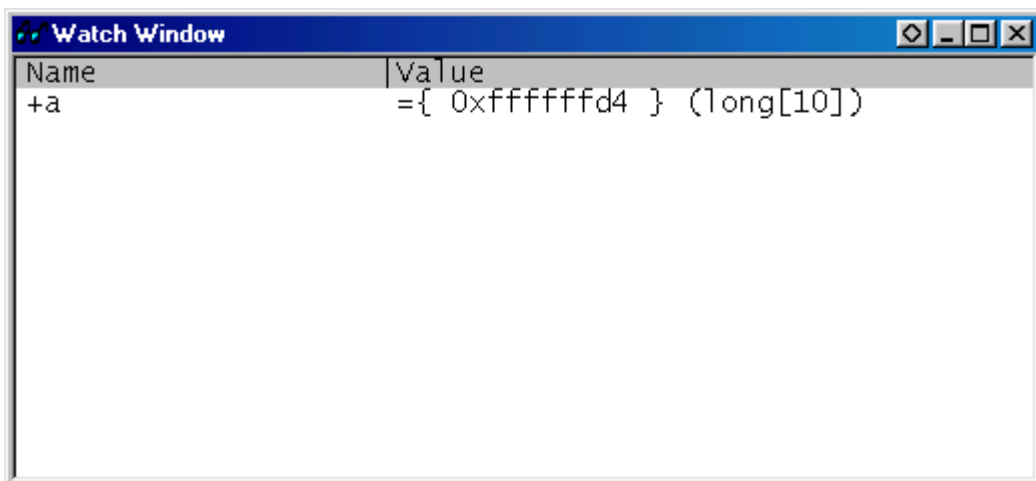 Watch Window
Name Value
+a ={ 0xffffffd4 } (long[10])